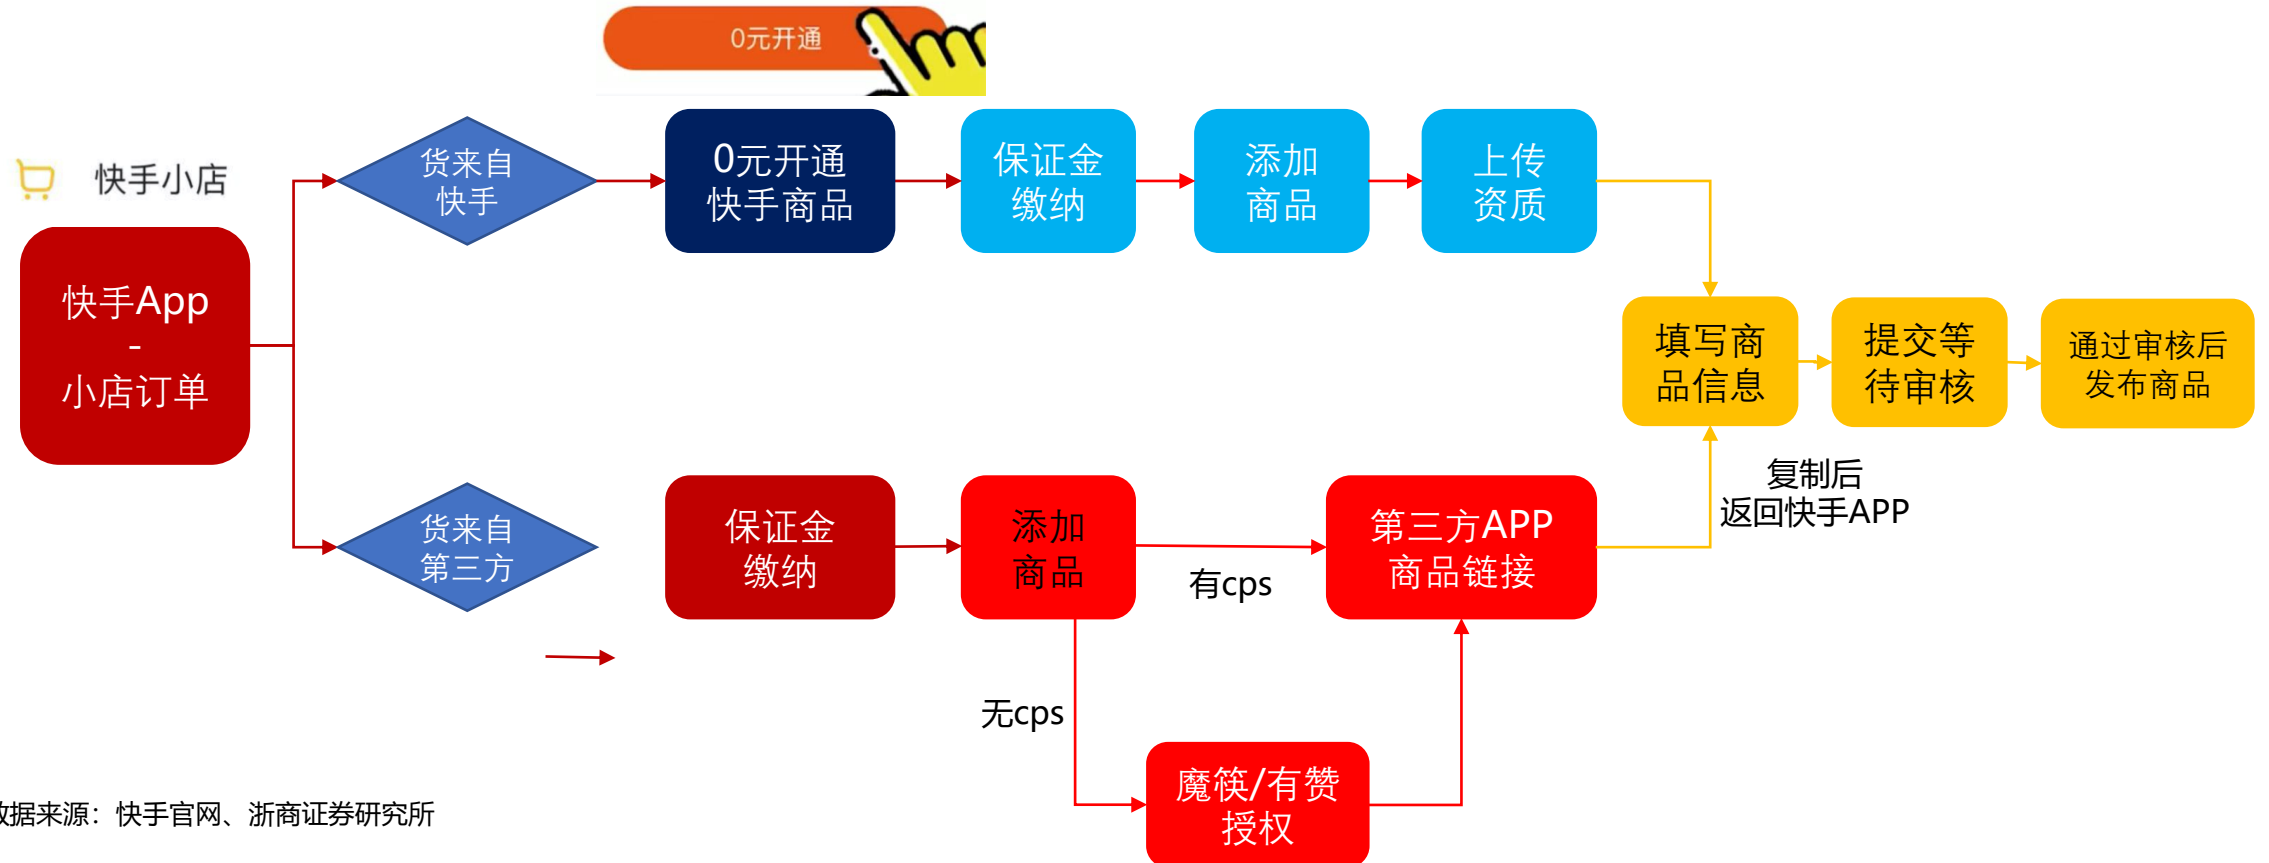 0元开通
快手小店
货来自
快手
0元开通
快手商品
保证金
缴纳
添加
商品
上传
资质
快手App
-
小店订单
填写商
品信息
提交等
待审核
通过审核后
发布商品
复制后
返回快手APP
货来自
第三方
保证金
缴纳
添加
商品
有cps
第三方APP
商品链接
无cps
魔筷/有赞
授权
数据来源：快手官网、浙商证券研究所